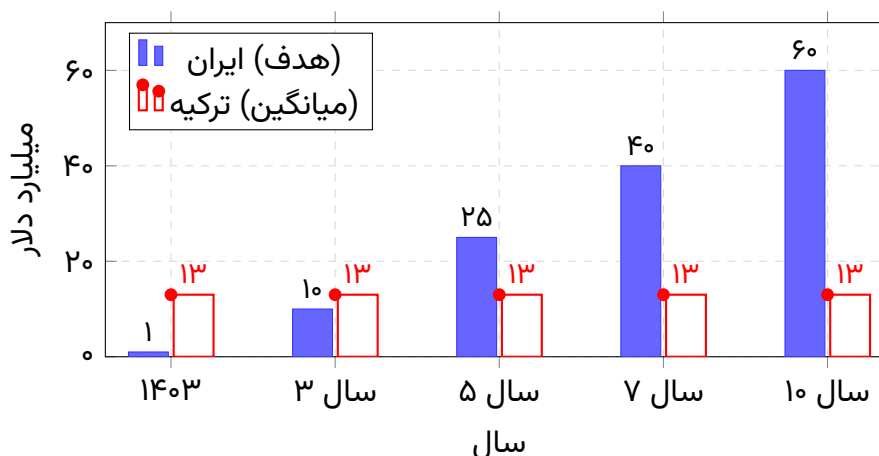 ایران (هدف)
ترکیه (میانگین)
میلیارد دلار
۶۰
۴۰
۲۰
۰
۱
۱۳
۱۰
۱۳
۲۵
۱۳
۴۰
۱۳
۶۰
۱۳
۱۴۰۳
سال ۳
سال ۵
سال ۷
سال ۱۰
سال